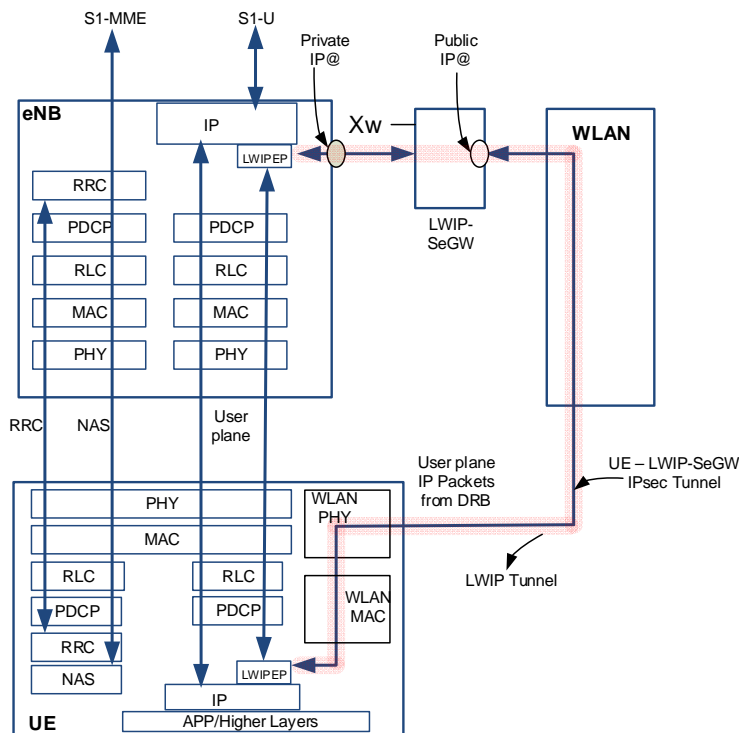 S1-MME
S1-U
Private
IP@
Public
IP@
eNB
IP
LWIPEP
Xw
WLAN
RRC
PDCP
PDCP
LWIP-
SeGW
RLC
RLC
MAC
MAC
PHY
PHY
RRC
NAS
User
plane
User plane
IP Packets
from DRB
UE – LWIP-SeGW
IPsec Tunnel
LWIP Tunnel
PHY
WLAN
PHY
MAC
RLC
RLC
WLAN
MAC
PDCP
PDCP
RRC
NAS
LWIPEP
IP
APP/Higher Layers
UE